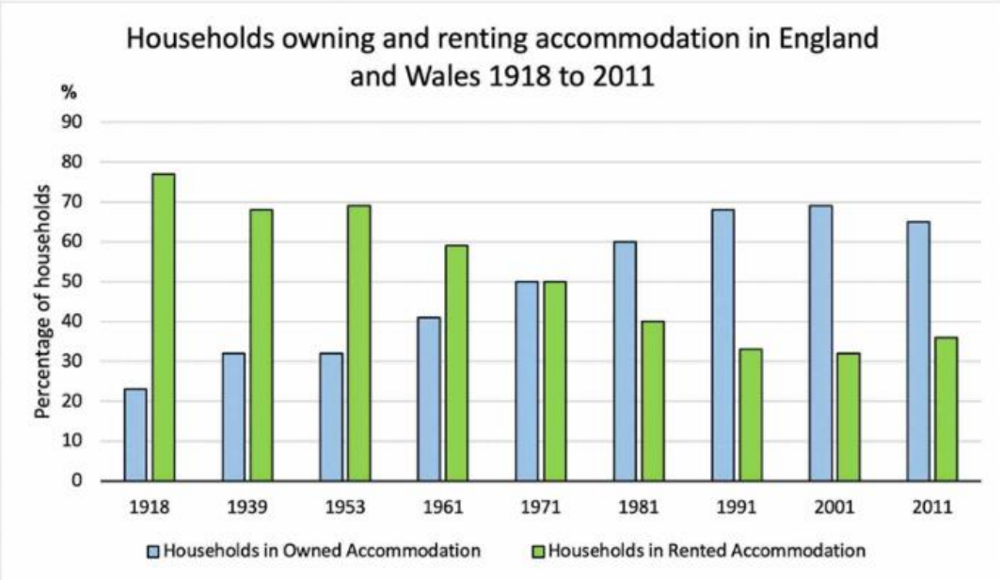 Households owning and renting accommodation in England
and Wales 1918 to 2011
%
90
80
70
60
50
40
30
20
10
0
Percentage of households
1918 1939 1953 1961 1971 1981 1991 2001 2011
Households in Owned Accommodation Households in Rented Accommodation